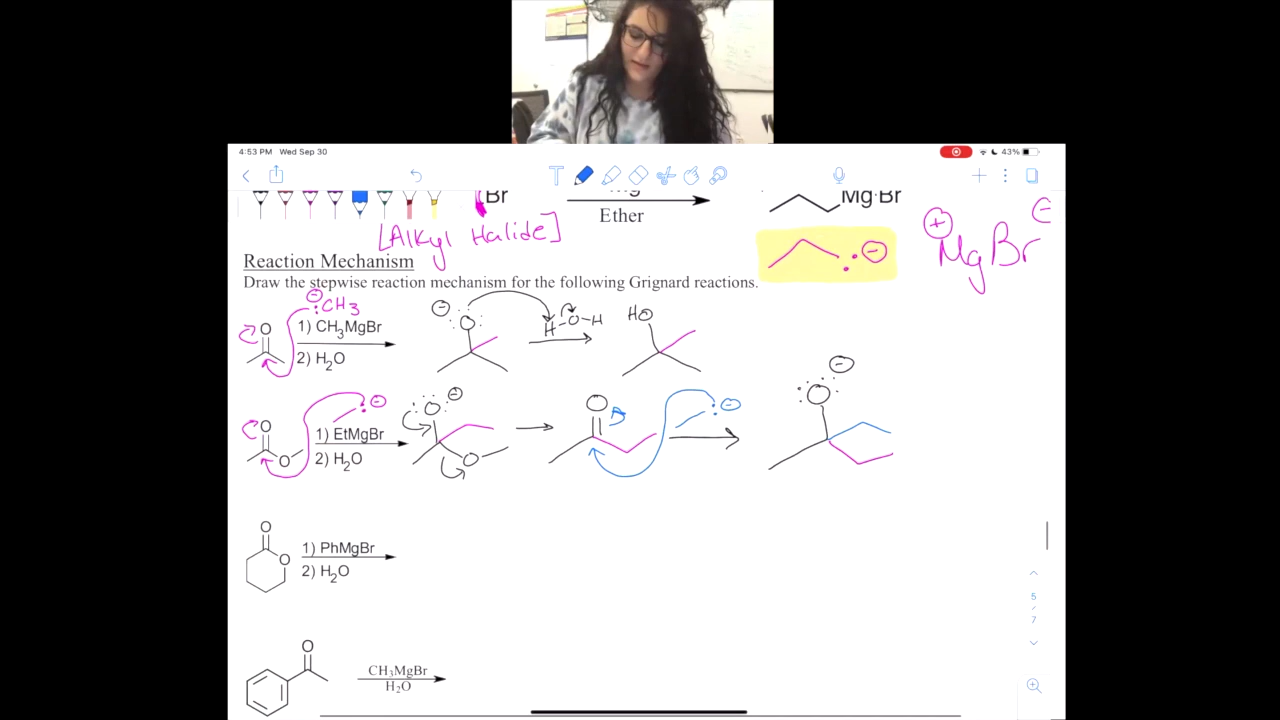 4:53 PM Wed Sep 30
43%
T
Br
Ether
Mg·Br
[Alkyl Halide]
⊕ ⊖
MgBr
⊖
Reaction Mechanism
Draw the stepwise reaction mechanism for the following Grignard reactions.
⊖
:CH3
O
1) CH3MgBr
2) H2O
⊖
O
H-O-H
HO
O
O
1) EtMgBr
2) H2O
⊖
O
O
O
⊖
⊖
O
O
O
1) PhMgBr
2) H2O
O
CH3MgBr
H2O
5
/
7